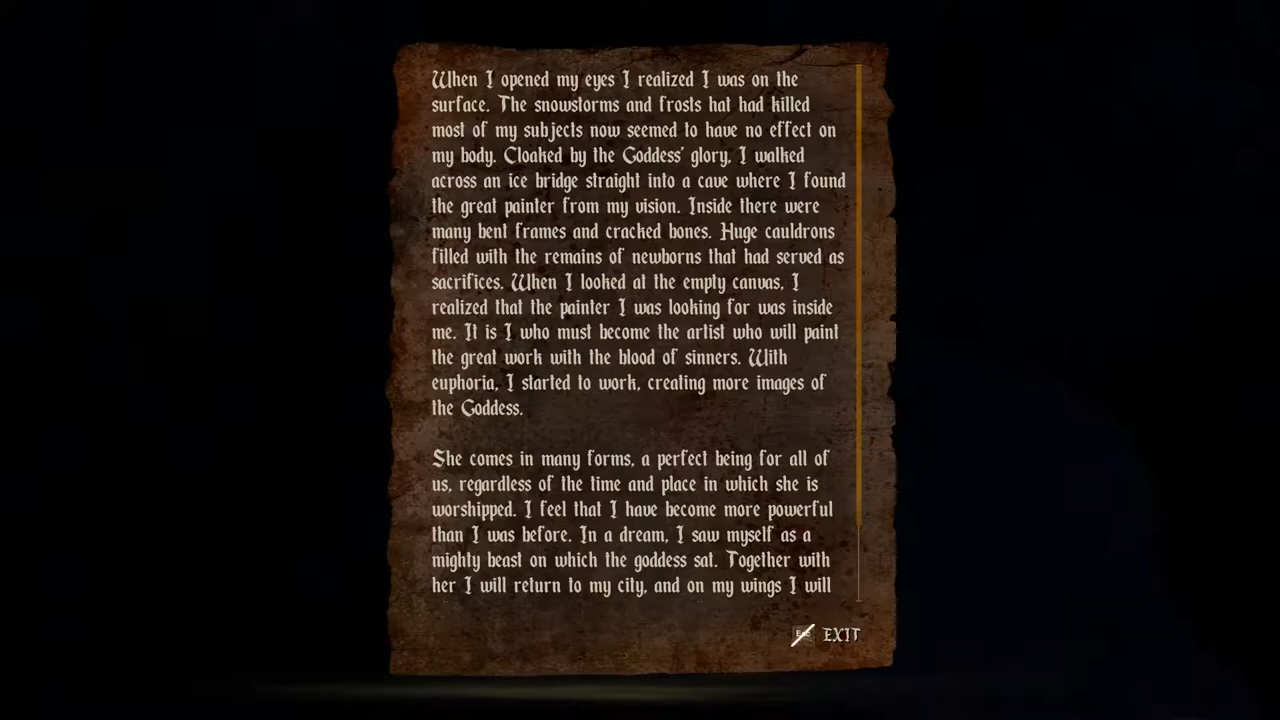 When I opened my eyes I realized I was on the
surface. The snowstorms and frosts hat had killed
most of my subjects now seemed to have no effect on
my body. Cloaked by the Goddess' glory, I walked
across an ice bridge straight into a cave where I found
the great painter from my vision. Inside there were
many bent frames and cracked bones. Huge cauldrons
filled with the remains of newborns that had served as
sacrifices. When I looked at the empty canvas, I
realized that the painter I was looking for was inside
me. It is I who must become the artist who will paint
the great work with the blood of sinners. With
euphoria, I started to work, creating more images of
the Goddess.
She comes in many forms, a perfect being for all of
us, regardless of the time and place in which she is
worshipped. I feel that I have become more powerful
than I was before. In a dream, I saw myself as a
mighty beast on which the goddess sat. Together with
her I will return to my city, and on my wings I will
Esc EXIT